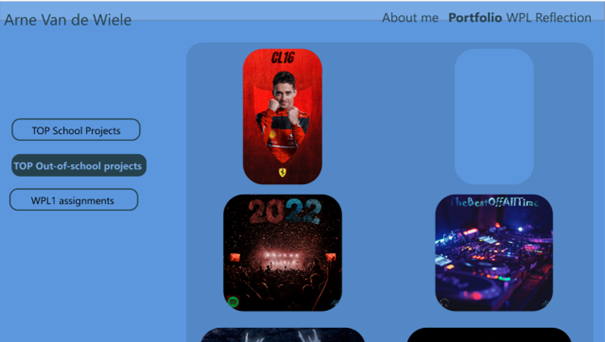 Arne Van de Wiele
About me Portfolio WPL Reflection
CL16
TOP School Projects
TOP Out-of-school projects
WPL1 assignments
2022
TheBestOffAllTime